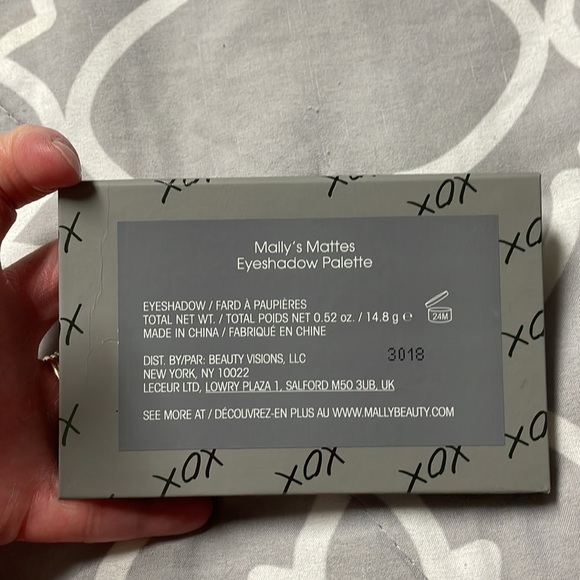 XOX
XOX
XOX
Mally's Mattes
Eyeshadow Palette
EYESHADOW / FARD À PAUPIÈRES
TOTAL NET WT. / TOTAL POIDS NET 0.52 oz. / 14.8 g ℮
24M
MADE IN CHINA / FABRIQUÉ EN CHINE
DIST. BY/PAR: BEAUTY VISIONS, LLC
3018
NEW YORK, NY 10022
LECEUR LTD, LOWRY PLAZA 1, SALFORD M50 3UB, UK
SEE MORE AT / DÉCOUVREZ-EN PLUS AU WWW.MALLYBEAUTY.COM
XOX
XOX
XOX